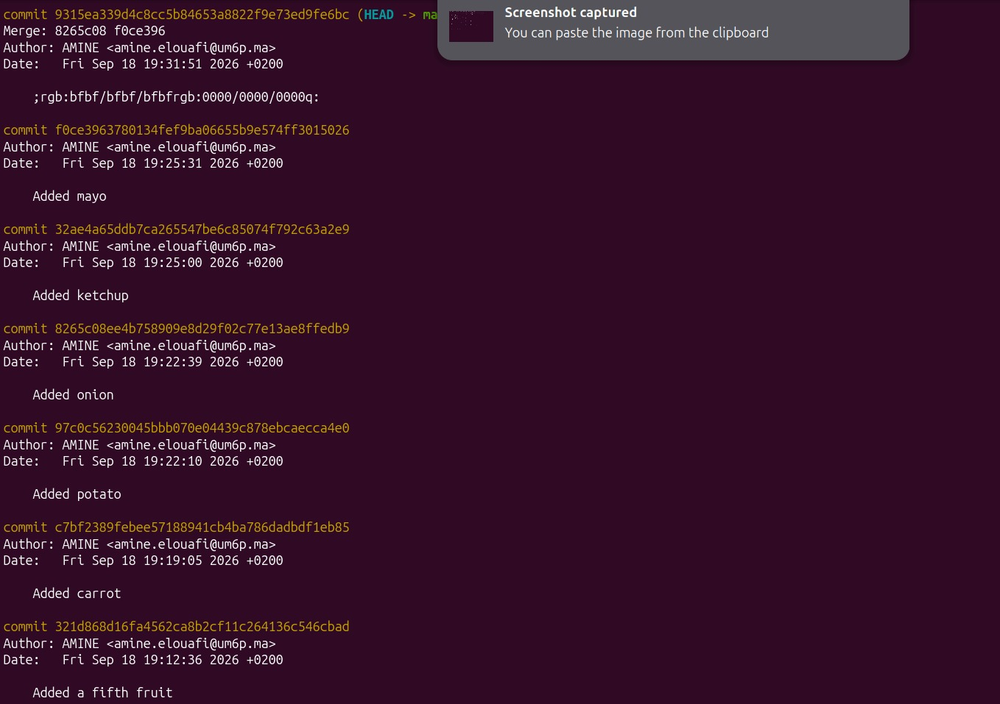 commit 9315ea339d4c8cc5b84653a8822f9e73ed9fe6bc (HEAD -> ma
Screenshot captured
You can paste the image from the clipboard
Merge: 8265c08 f0ce396
Author: AMINE <amine.elouafi@um6p.ma>
Date:   Fri Sep 18 19:31:51 2026 +0200
;rgb:bfbf/bfbf/bfbfrgb:0000/0000/0000q:
commit f0ce3963780134fef9ba06655b9e574ff3015026
Author: AMINE <amine.elouafi@um6p.ma>
Date:   Fri Sep 18 19:25:31 2026 +0200
Added mayo
commit 32ae4a65ddb7ca265547be6c85074f792c63a2e9
Author: AMINE <amine.elouafi@um6p.ma>
Date:   Fri Sep 18 19:25:00 2026 +0200
Added ketchup
commit 8265c08ee4b758909e8d29f02c77e13ae8ffedb9
Author: AMINE <amine.elouafi@um6p.ma>
Date:   Fri Sep 18 19:22:39 2026 +0200
Added onion
commit 97c0c56230045bbb070e04439c878ebcaecca4e0
Author: AMINE <amine.elouafi@um6p.ma>
Date:   Fri Sep 18 19:22:10 2026 +0200
Added potato
commit c7bf2389febee57188941cb4ba786dadbdf1eb85
Author: AMINE <amine.elouafi@um6p.ma>
Date:   Fri Sep 18 19:19:05 2026 +0200
Added carrot
commit 321d868d16fa4562ca8b2cf11c264136c546cbad
Author: AMINE <amine.elouafi@um6p.ma>
Date:   Fri Sep 18 19:12:36 2026 +0200
Added a fifth fruit